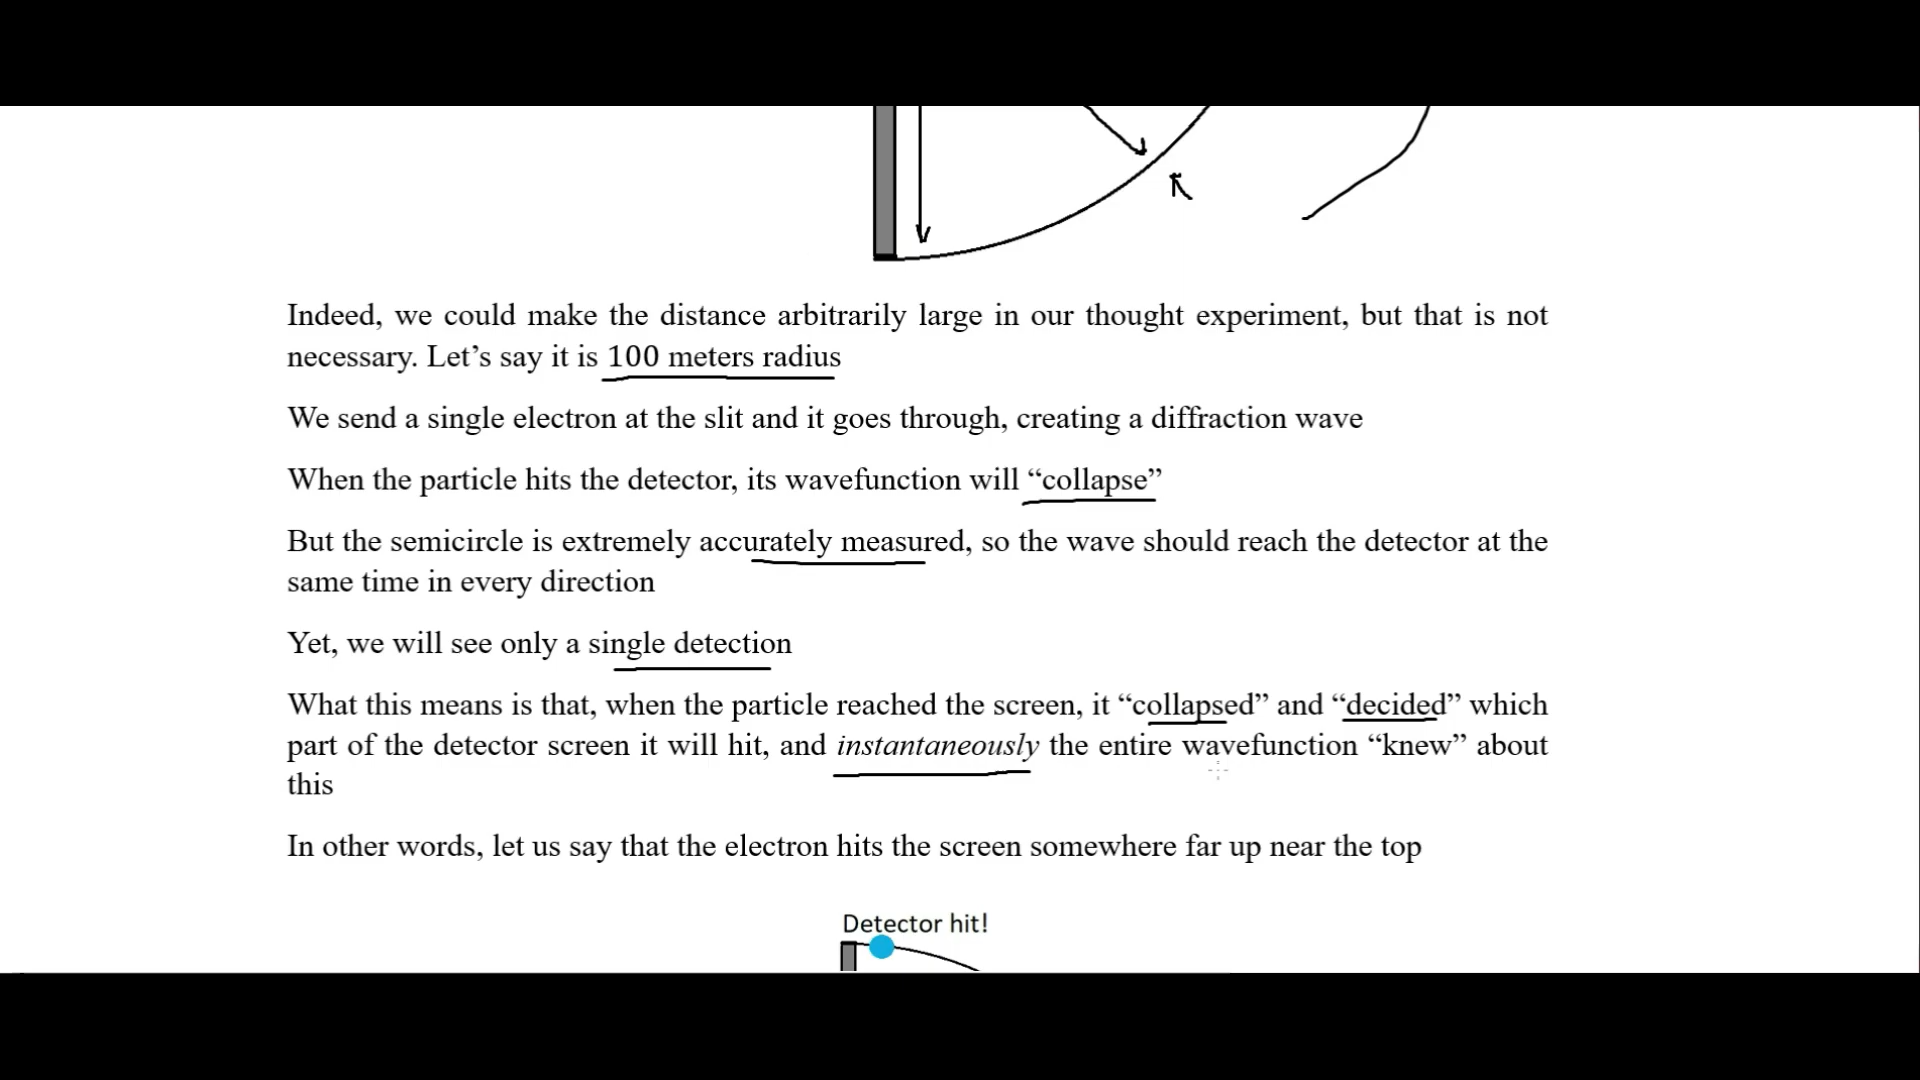 Indeed, we could make the distance arbitrarily large in our thought experiment, but that is not
necessary. Let’s say it is 100 meters radius
We send a single electron at the slit and it goes through, creating a diffraction wave
When the particle hits the detector, its wavefunction will “collapse”
But the semicircle is extremely accurately measured, so the wave should reach the detector at the
same time in every direction
Yet, we will see only a single detection
What this means is that, when the particle reached the screen, it “collapsed” and “decided” which
part of the detector screen it will hit, and instantaneously the entire wavefunction “knew” about
this
In other words, let us say that the electron hits the screen somewhere far up near the top
Detector hit!